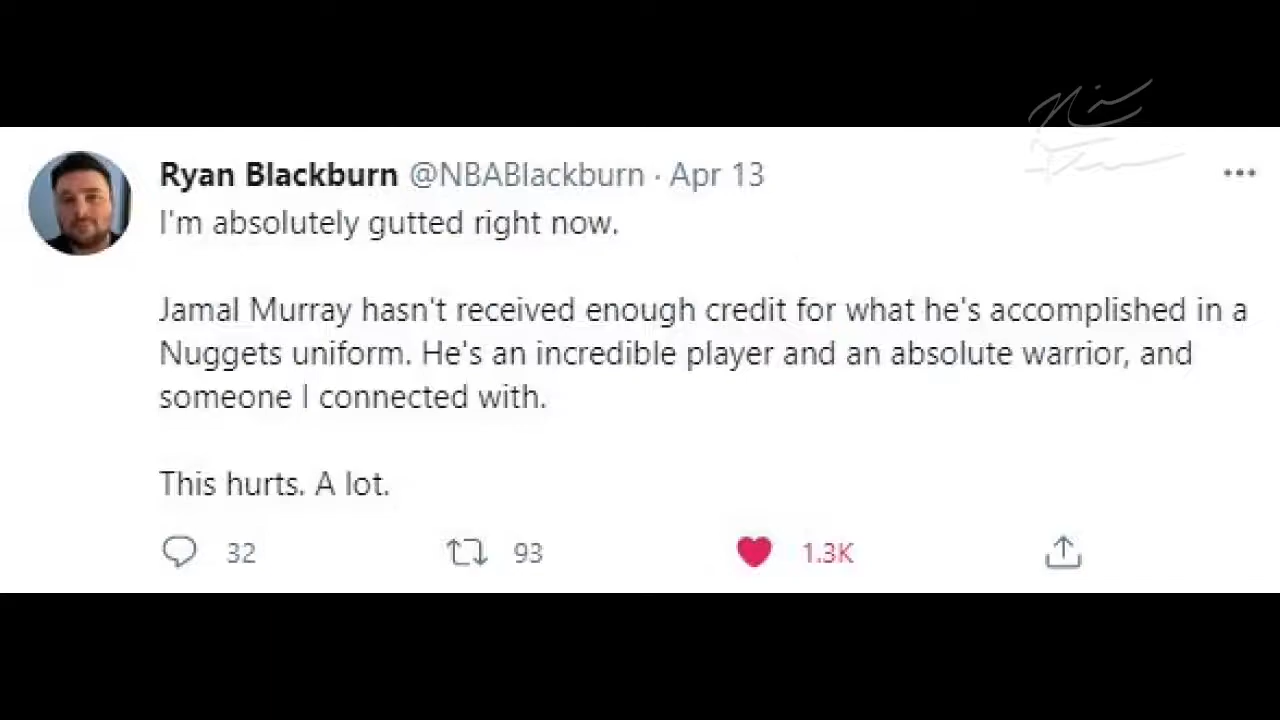 Ryan Blackburn @NBABlackburn · Apr 13
I'm absolutely gutted right now.
Jamal Murray hasn't received enough credit for what he's accomplished in a
Nuggets uniform. He's an incredible player and an absolute warrior, and
someone I connected with.
This hurts. A lot.
32 93 1.3K